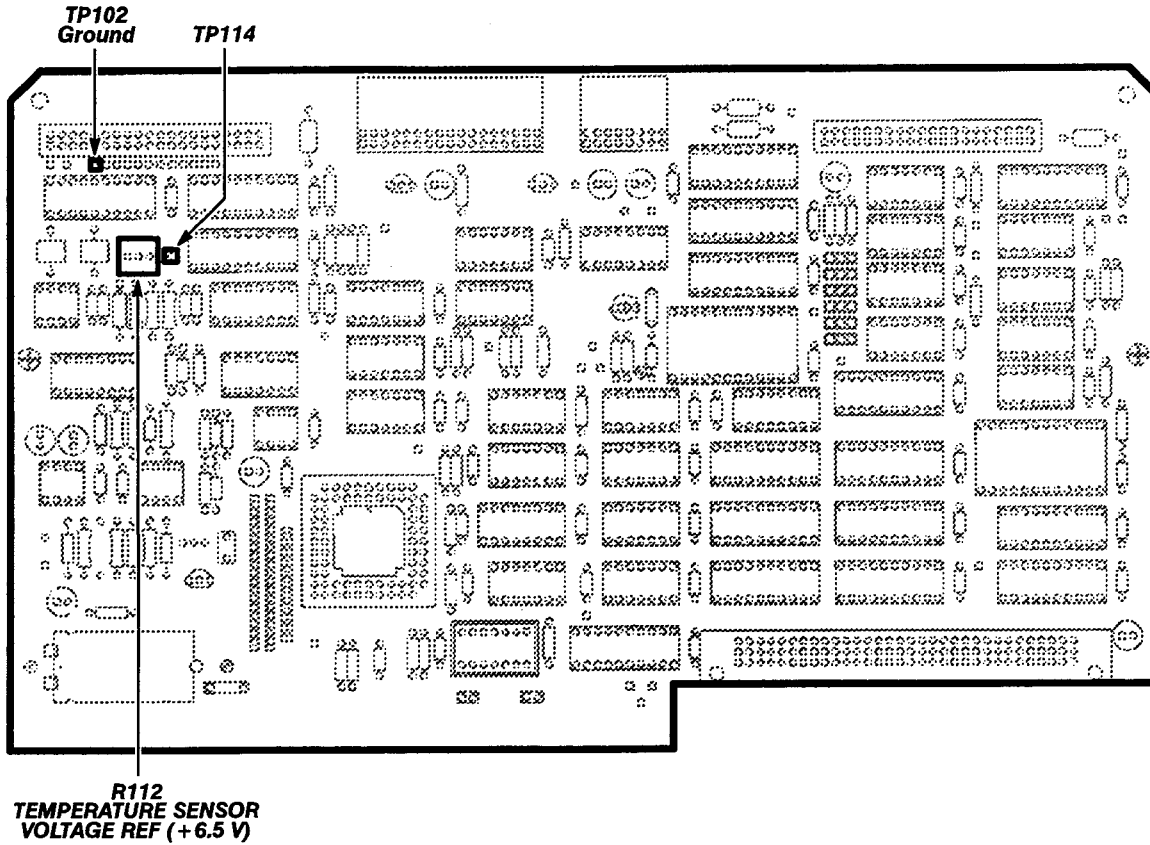 TP102
Ground
TP114
R112
TEMPERATURE SENSOR
VOLTAGE REF (+6.5 V)